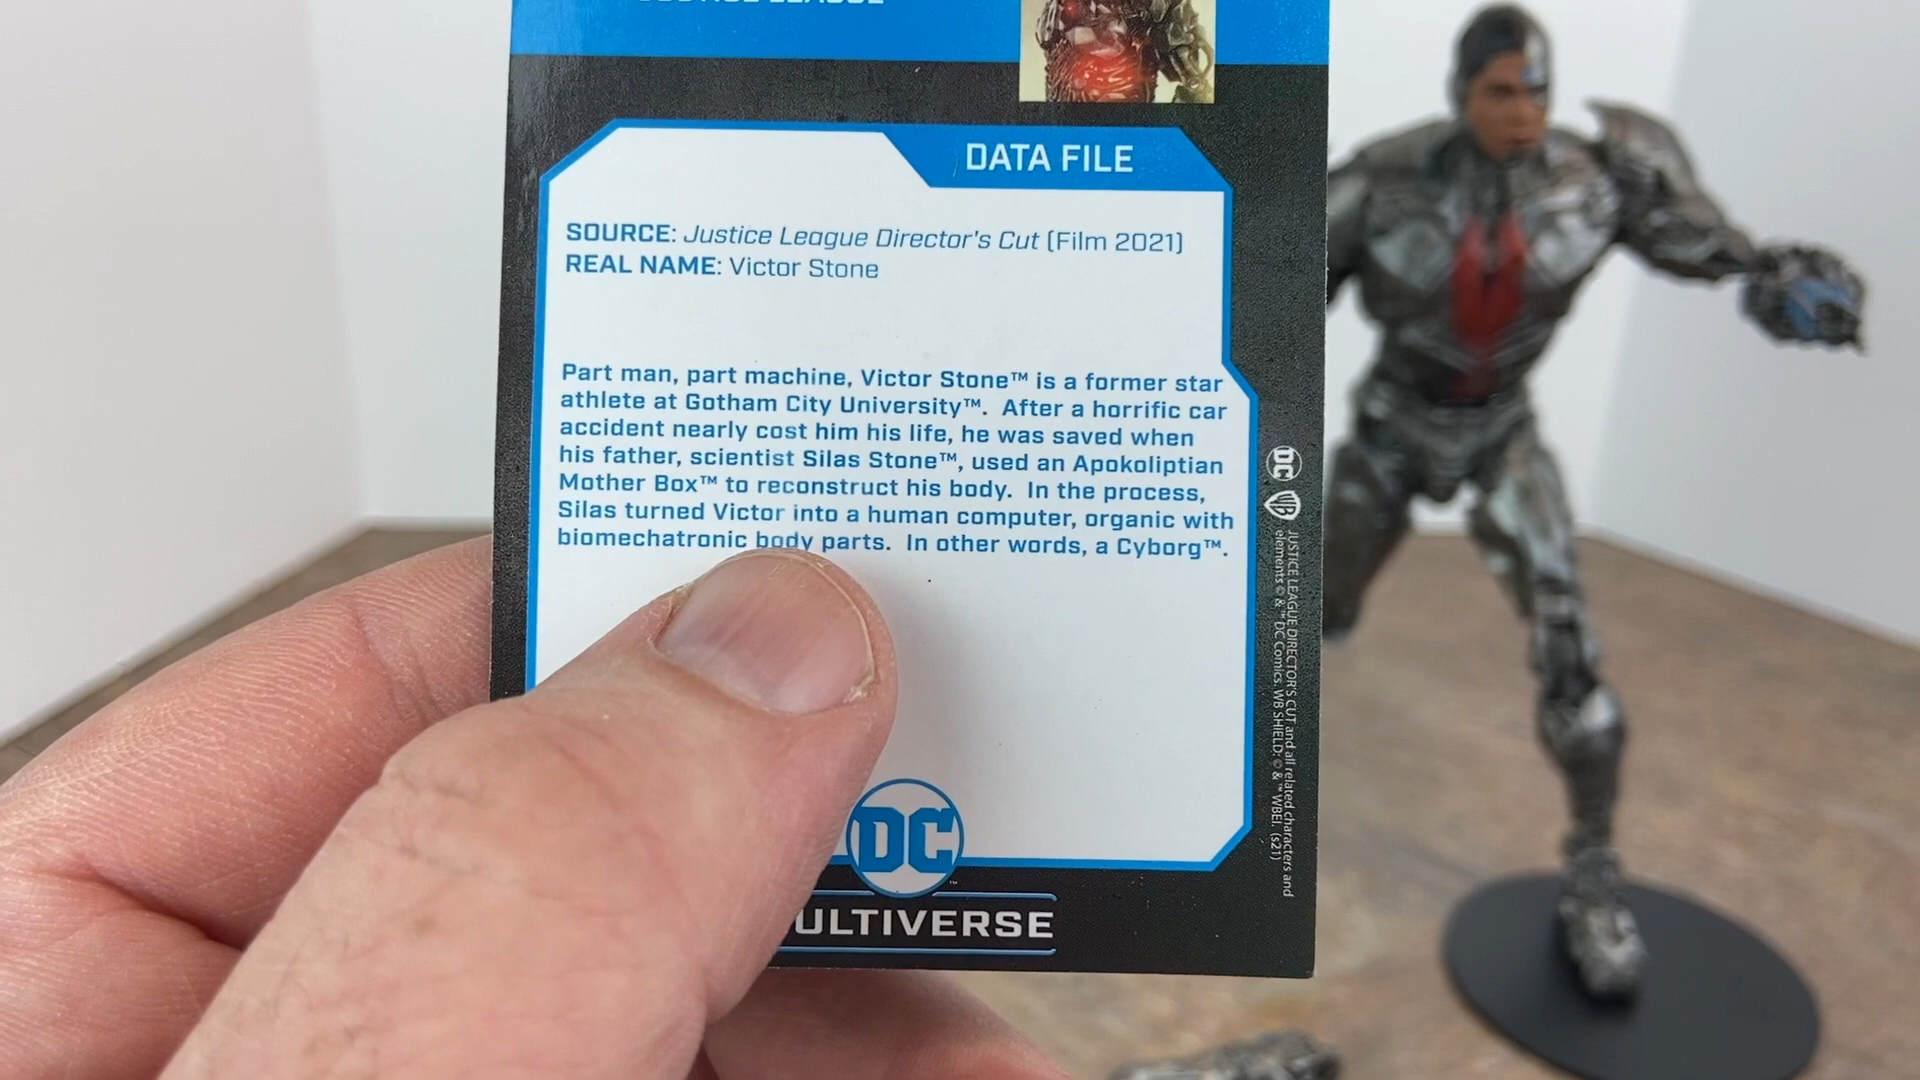 DATA FILE
SOURCE: Justice League Director's Cut (Film 2021)
REAL NAME: Victor Stone
Part man, part machine, Victor Stone™ is a former star
athlete at Gotham City University™. After a horrific car
accident nearly cost him his life, he was saved when
his father, scientist Silas Stone™, used an Apokoliptian
Mother Box™ to reconstruct his body. In the process,
Silas turned Victor into a human computer, organic with
biomechatronic body parts. In other words, a Cyborg™.
DC
WB
JUSTICE LEAGUE DIRECTOR'S CUT and all related characters and
elements © & ™ DC Comics. WB SHIELD: © & ™ WBEI. (s21)
DC
ULTIVERSE